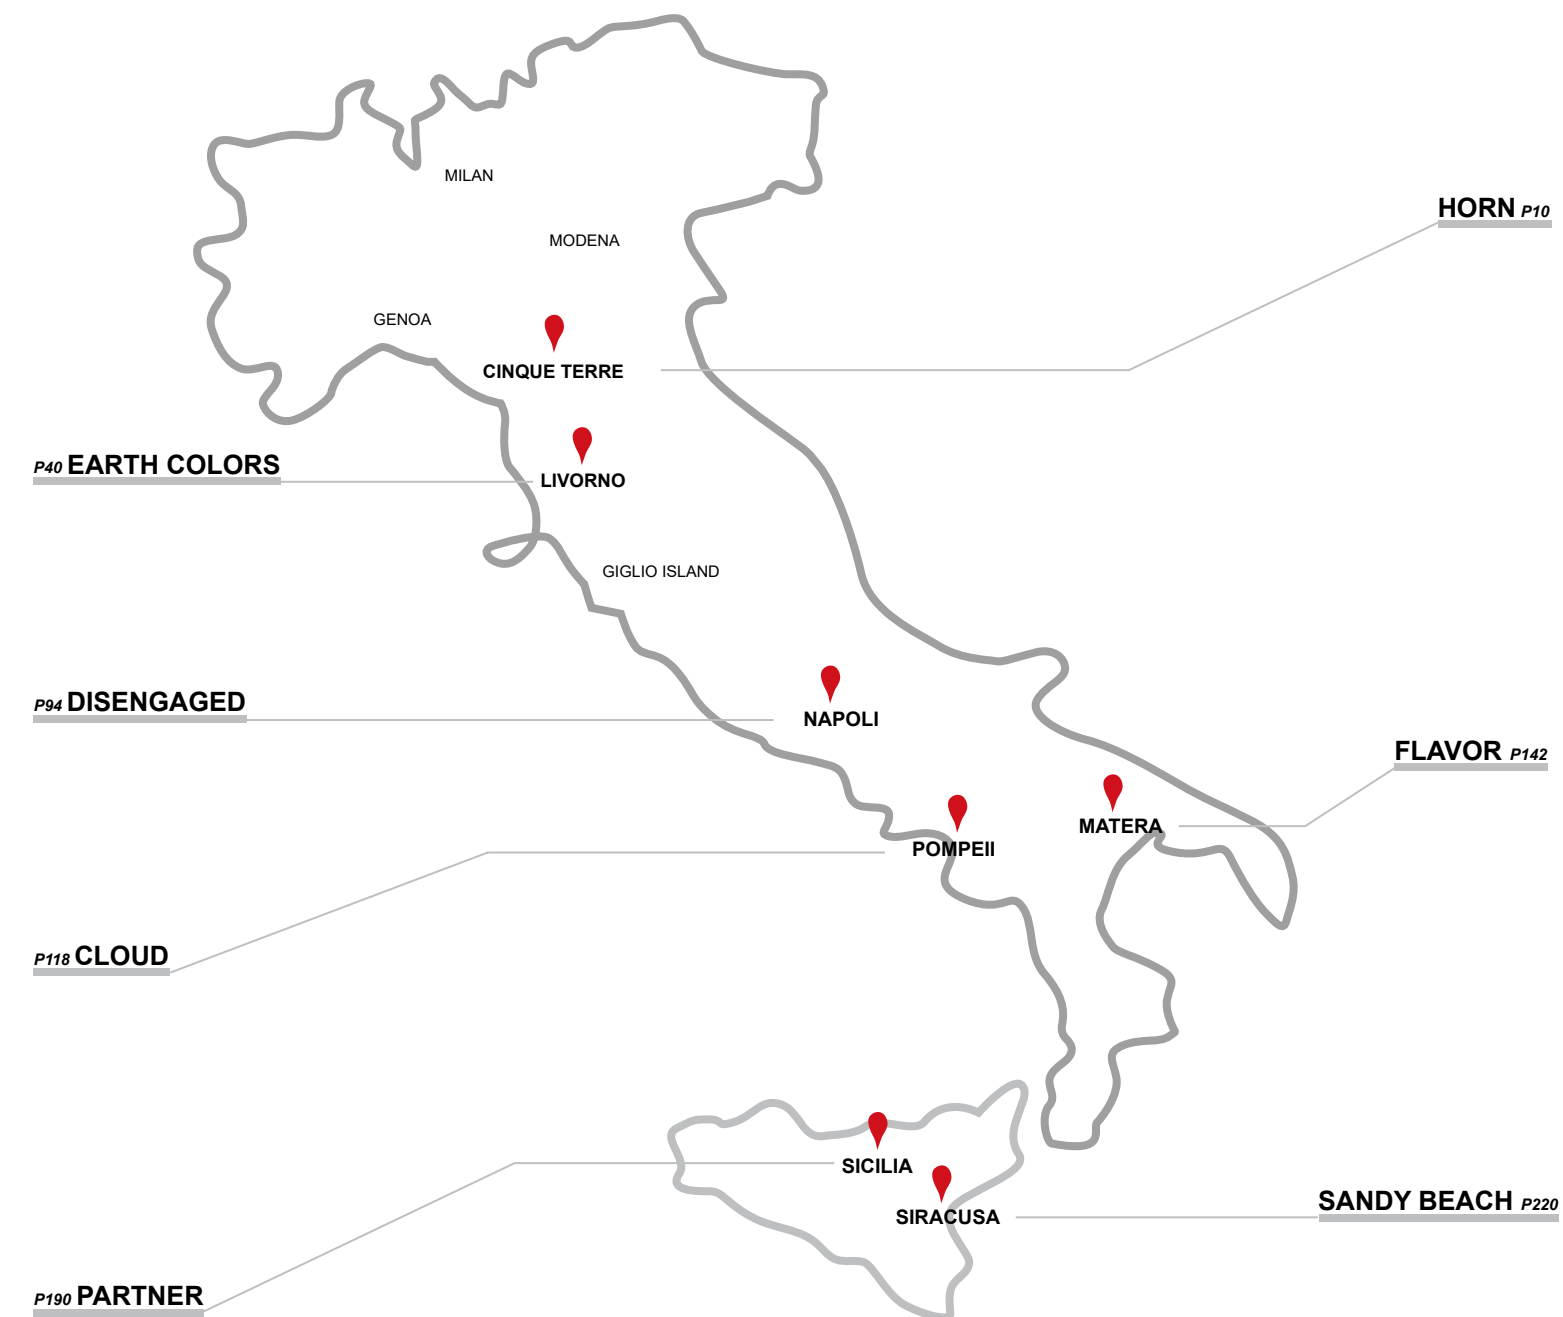 MILAN
HORN P10
MODENA
GENOA
CINQUE TERRE
P40 EARTH COLORS
LIVORNO
GIGLIO ISLAND
P94 DISENGAGED
NAPOLI
FLAVOR P142
MATERA
POMPEII
P118 CLOUD
SICILIA
SANDY BEACH P220
SIRACUSA
P190 PARTNER